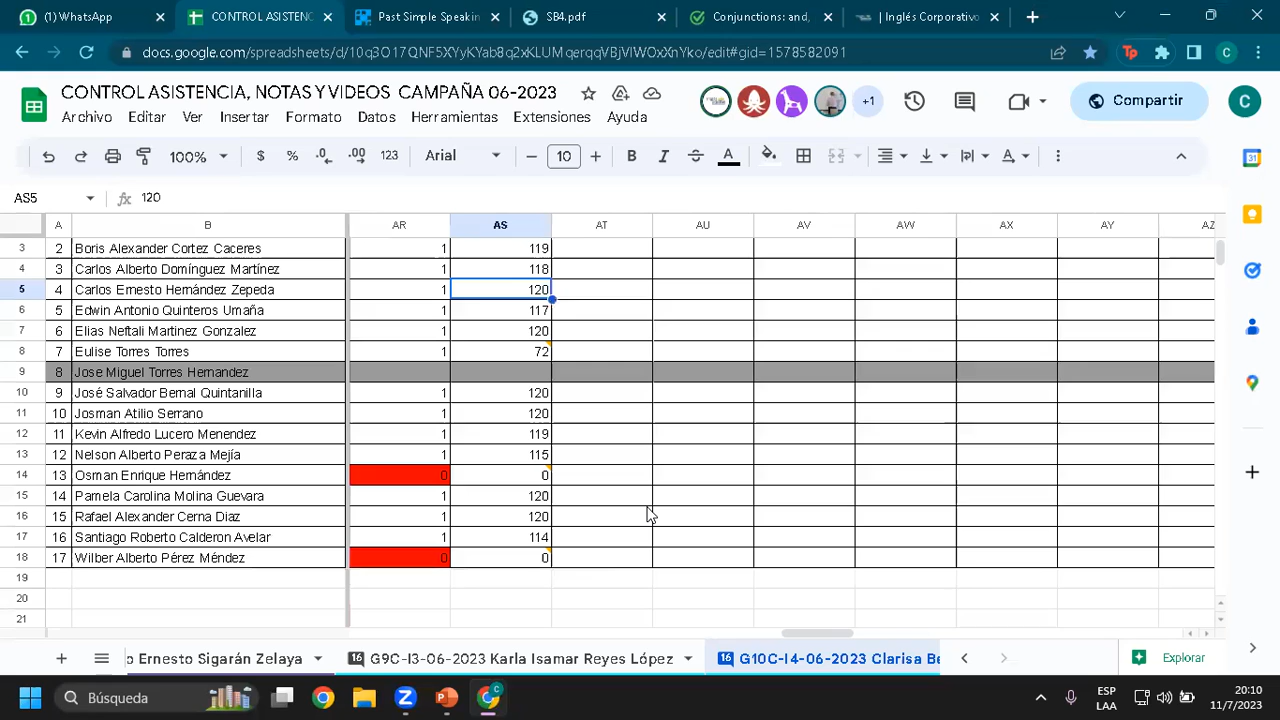 (1) WhatsApp
CONTROL ASISTENC
Past Simple Speakin
SB4.pdf
Conjunctions: and,
| Inglés Corporativo
docs.google.com/spreadsheets/d/10q3O17QNF5XYyKYab8q2xKLUMqerqqVBjVlWOxXnYko/edit#gid=1578582091
Tp
C
CONTROL ASISTENCIA, NOTAS Y VIDEOS CAMPAÑA 06-2023
+1
Compartir
C
Archivo Editar Ver Insertar Formato Datos Herramientas Extensiones Ayuda
100% $ % .0 .00 123 Arial 10 B I S A A
31
AS5 fx 120
A B AR AS AT AU AV AW AX AY AZ
3 2 Boris Alexander Cortez Caceres 1 119
4 3 Carlos Alberto Domínguez Martínez 1 118
5 4 Carlos Ernesto Hernández Zepeda 1 120
6 5 Edwin Antonio Quinteros Umaña 1 117
7 6 Elias Neftali Martinez Gonzalez 1 120
8 7 Eulise Torres Torres 1 72
9 8 Jose Miguel Torres Hernandez
10 9 José Salvador Bernal Quintanilla 1 120
11 10 Josman Atilio Serrano 1 120
12 11 Kevin Alfredo Lucero Menendez 1 119
13 12 Nelson Alberto Peraza Mejía 1 115
14 13 Osman Enrique Hernández 0 0
15 14 Pamela Carolina Molina Guevara 1 120
16 15 Rafael Alexander Cerna Diaz 1 120
17 16 Santiago Roberto Calderon Avelar 1 114
18 17 Wilber Alberto Pérez Méndez 0 0
19
20
21
o Ernesto Sigarán Zelaya
16 G9C-I3-06-2023 Karla Isamar Reyes López
16 G10C-I4-06-2023 Clarisa Be
Explorar
Búsqueda
ESP
LAA
20:10
11/7/2023